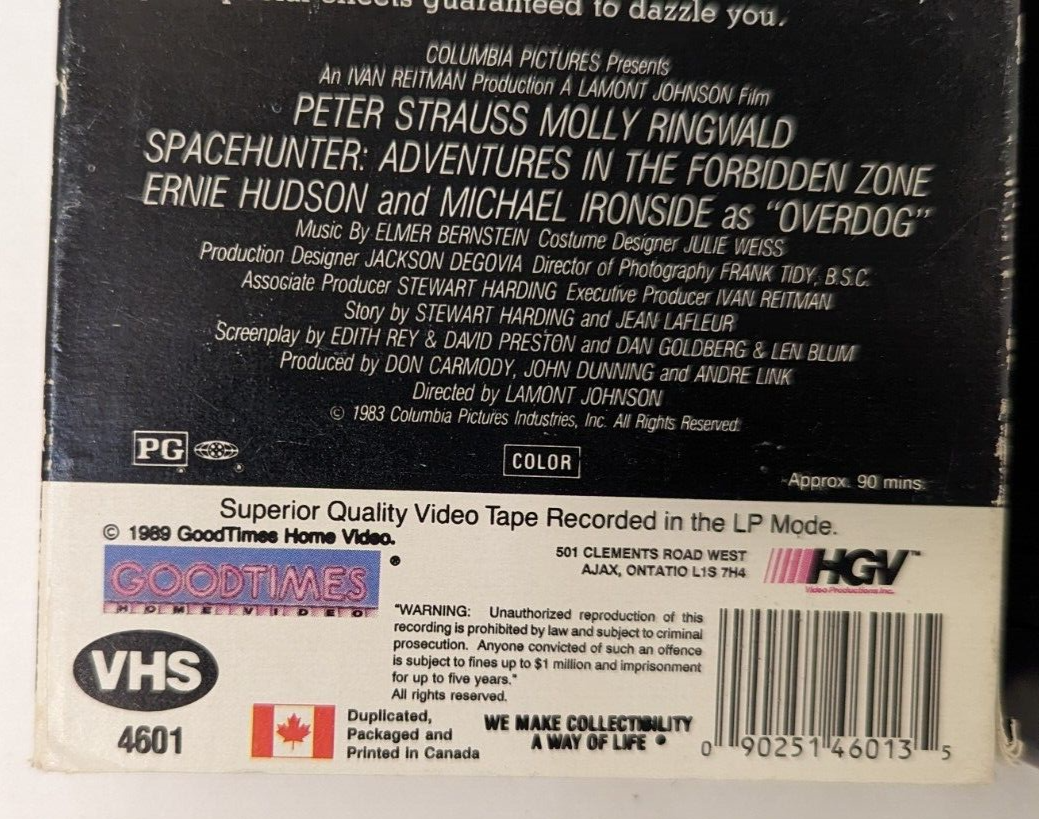 effects guaranteed to dazzle you.
COLUMBIA PICTURES Presents
An IVAN REITMAN Production A LAMONT JOHNSON Film
PETER STRAUSS MOLLY RINGWALD
SPACEHUNTER: ADVENTURES IN THE FORBIDDEN ZONE
ERNIE HUDSON and MICHAEL IRONSIDE as "OVERDOG"
Music By ELMER BERNSTEIN Costume Designer JULIE WEISS
Production Designer JACKSON DEGOVIA Director of Photography FRANK TIDY, B.S.C.
Associate Producer STEWART HARDING Executive Producer IVAN REITMAN
Story by STEWART HARDING and JEAN LAFLEUR
Screenplay by EDITH REY & DAVID PRESTON and DAN GOLDBERG & LEN BLUM
Produced by DON CARMODY, JOHN DUNNING and ANDRE LINK
Directed by LAMONT JOHNSON
© 1983 Columbia Pictures Industries, Inc. All Rights Reserved.
PG
COLOR
Approx. 90 mins.
Superior Quality Video Tape Recorded in the LP Mode.
© 1989 GoodTimes Home Video.
GOODTIMES ®
HOME VIDEO
501 CLEMENTS ROAD WEST
AJAX, ONTATIO L1S 7H4
HGV™
Video Productions Inc.
"WARNING: Unauthorized reproduction of this
recording is prohibited by law and subject to criminal
prosecution. Anyone convicted of such an offence
is subject to fines up to $1 million and imprisonment
for up to five years."
All rights reserved.
VHS
4601
Duplicated,
Packaged and
Printed in Canada
WE MAKE COLLECTIBILITY
A WAY OF LIFE •
0 90251 46013 5